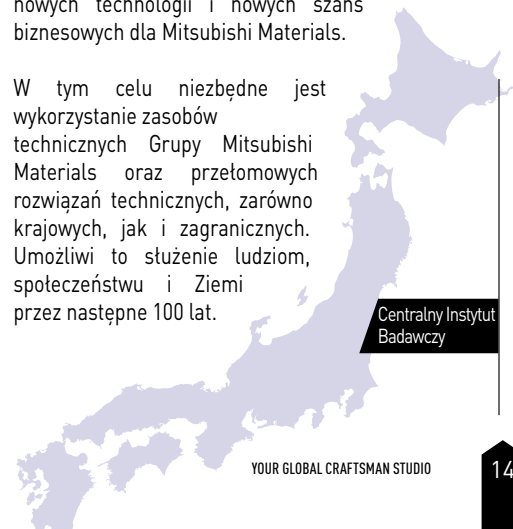 nowych technologii i nowych szans
biznesowych dla Mitsubishi Materials.
W tym celu niezbędne jest
wykorzystanie zasobów
technicznych Grupy Mitsubishi
Materials oraz przełomowych
rozwiązań technicznych, zarówno
krajowych, jak i zagranicznych.
Umożliwi to służenie ludziom,
społeczeństwu i Ziemi
przez następne 100 lat.
Centralny Instytut
Badawczy
YOUR GLOBAL CRAFTSMAN STUDIO
14